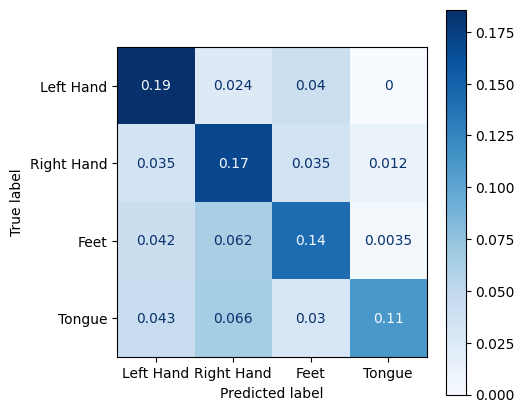 Left Hand 0.19 0.024 0.04 0
Right Hand 0.035 0.17 0.035 0.012
Feet 0.042 0.062 0.14 0.0035
Tongue 0.043 0.066 0.03 0.11
Left Hand Right Hand Feet Tongue
Predicted label
True label
0.175
0.150
0.125
0.100
0.075
0.050
0.025
0.000